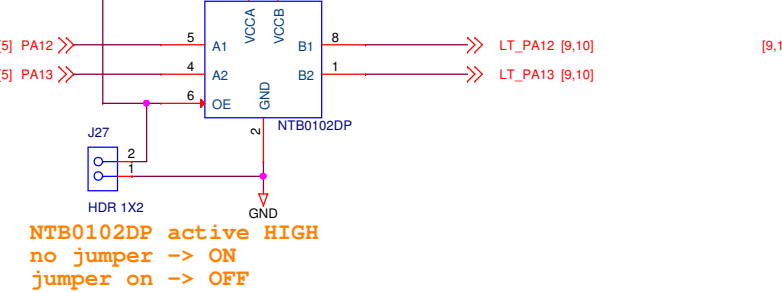 VCCA
VCCB
5] PA12
5
A1
B1
8
LT_PA12 [9,10]
[9,1
5] PA13
4
A2
B2
1
LT_PA13 [9,10]
6
OE
GND
2
NTB0102DP
J27
2
1
HDR 1X2
GND
NTB0102DP active HIGH
no jumper -> ON
jumper on -> OFF